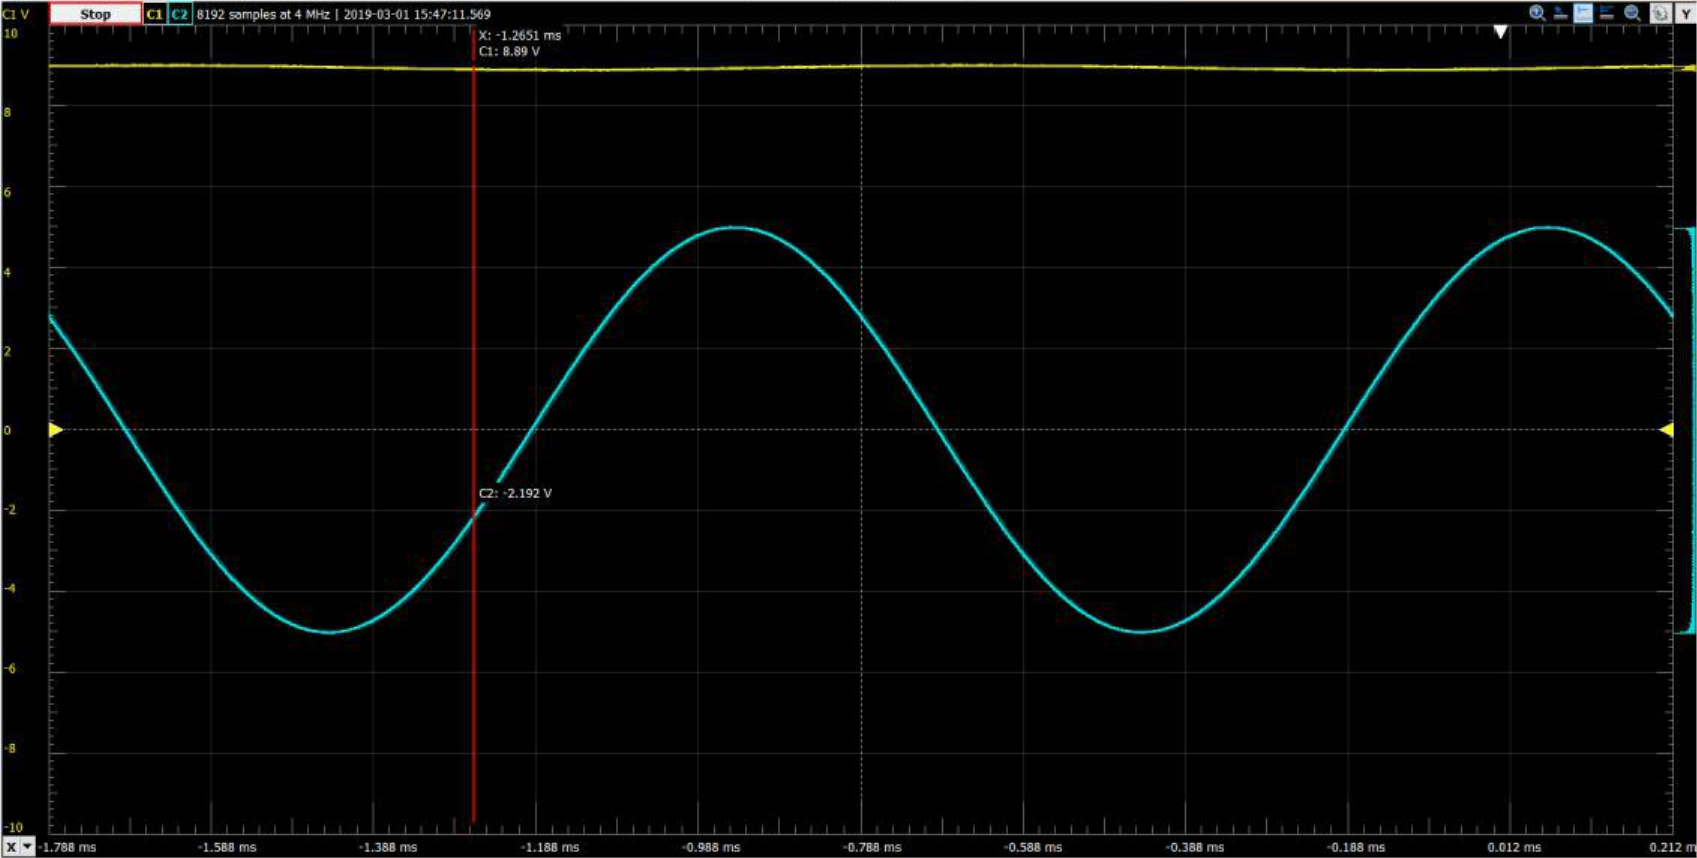 C1 V Stop C1 C2 8192 samples at 4 MHz | 2019-03-01 15:47:11.569 Y
10
X: -1.2651 ms
C1: 8.89 V
8
6
4
2
0
C2: -2.192 V
-2
-4
-6
-8
-10
X -1.788 ms -1.588 ms -1.388 ms -1.188 ms -0.988 ms -0.788 ms -0.588 ms -0.388 ms -0.188 ms 0.012 ms 0.212 m